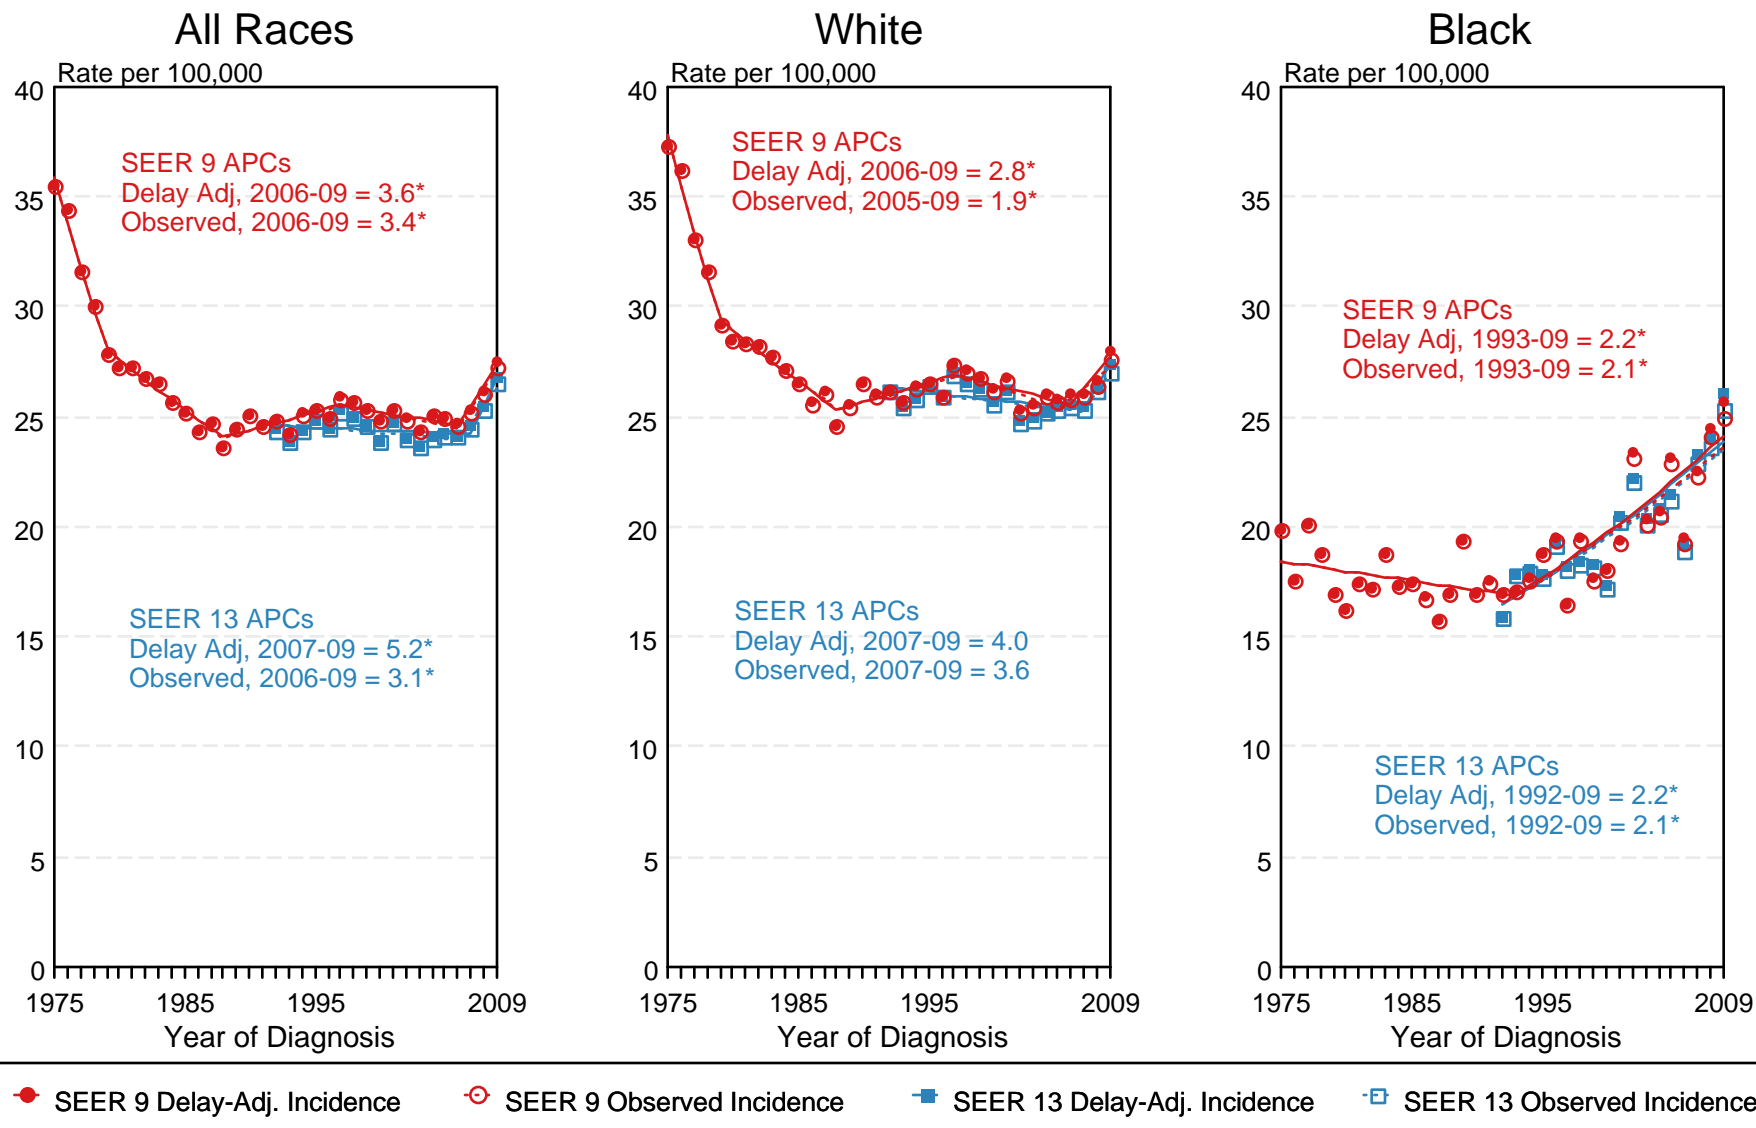 All Races
Rate per 100,000
40
35
30
25
20
15
10
5
0
SEER 9 APCs
Delay Adj, 2006-09 = 3.6*
Observed, 2006-09 = 3.4*
SEER 13 APCs
Delay Adj, 2007-09 = 5.2*
Observed, 2006-09 = 3.1*
1975 1985 1995 2009
Year of Diagnosis
White
Rate per 100,000
40
35
30
25
20
15
10
5
0
SEER 9 APCs
Delay Adj, 2006-09 = 2.8*
Observed, 2005-09 = 1.9*
SEER 13 APCs
Delay Adj, 2007-09 = 4.0
Observed, 2007-09 = 3.6
1975 1985 1995 2009
Year of Diagnosis
Black
Rate per 100,000
40
35
30
25
20
15
10
5
0
SEER 9 APCs
Delay Adj, 1993-09 = 2.2*
Observed, 1993-09 = 2.1*
SEER 13 APCs
Delay Adj, 1992-09 = 2.2*
Observed, 1992-09 = 2.1*
1975 1985 1995 2009
Year of Diagnosis
SEER 9 Delay-Adj. Incidence SEER 9 Observed Incidence SEER 13 Delay-Adj. Incidence SEER 13 Observed Incidence